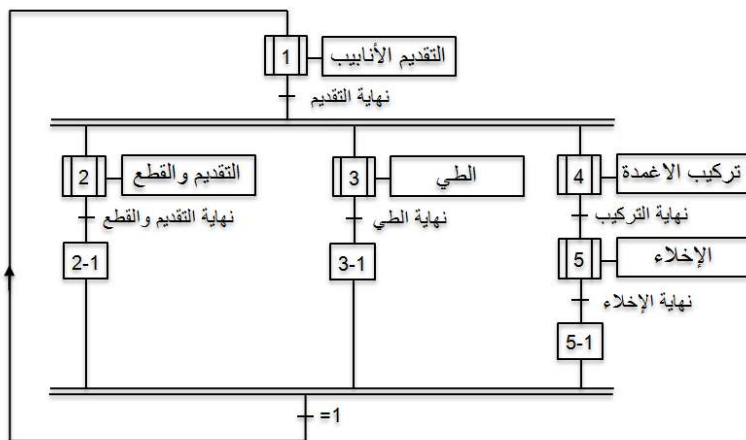 1 التقديم الأنابيب
نهاية التقديم
2 التقديم والقطع
3 الطي
4 تركيب الاغمدة
نهاية التقديم والقطع
نهاية الطي
نهاية التركيب
2-1
3-1
5 الإخلاء
نهاية الإخلاء
5-1
=1